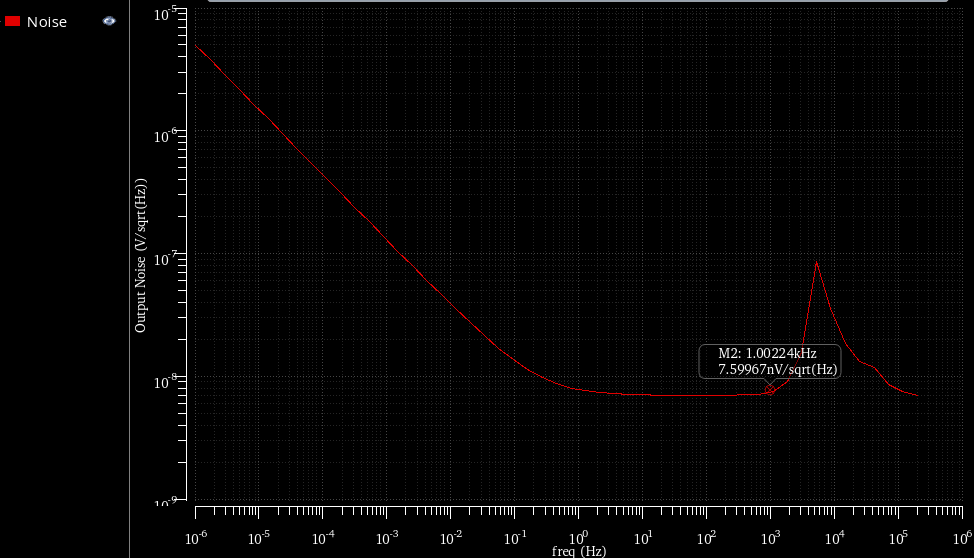 Noise
10-5
10-6
10-7
10-8
10-9
Output Noise (V/sqrt(Hz))
M2: 1.00224kHz
7.59967nV/sqrt(Hz)
10-6 10-5 10-4 10-3 10-2 10-1 100 101 102 103 104 105
freq (Hz)